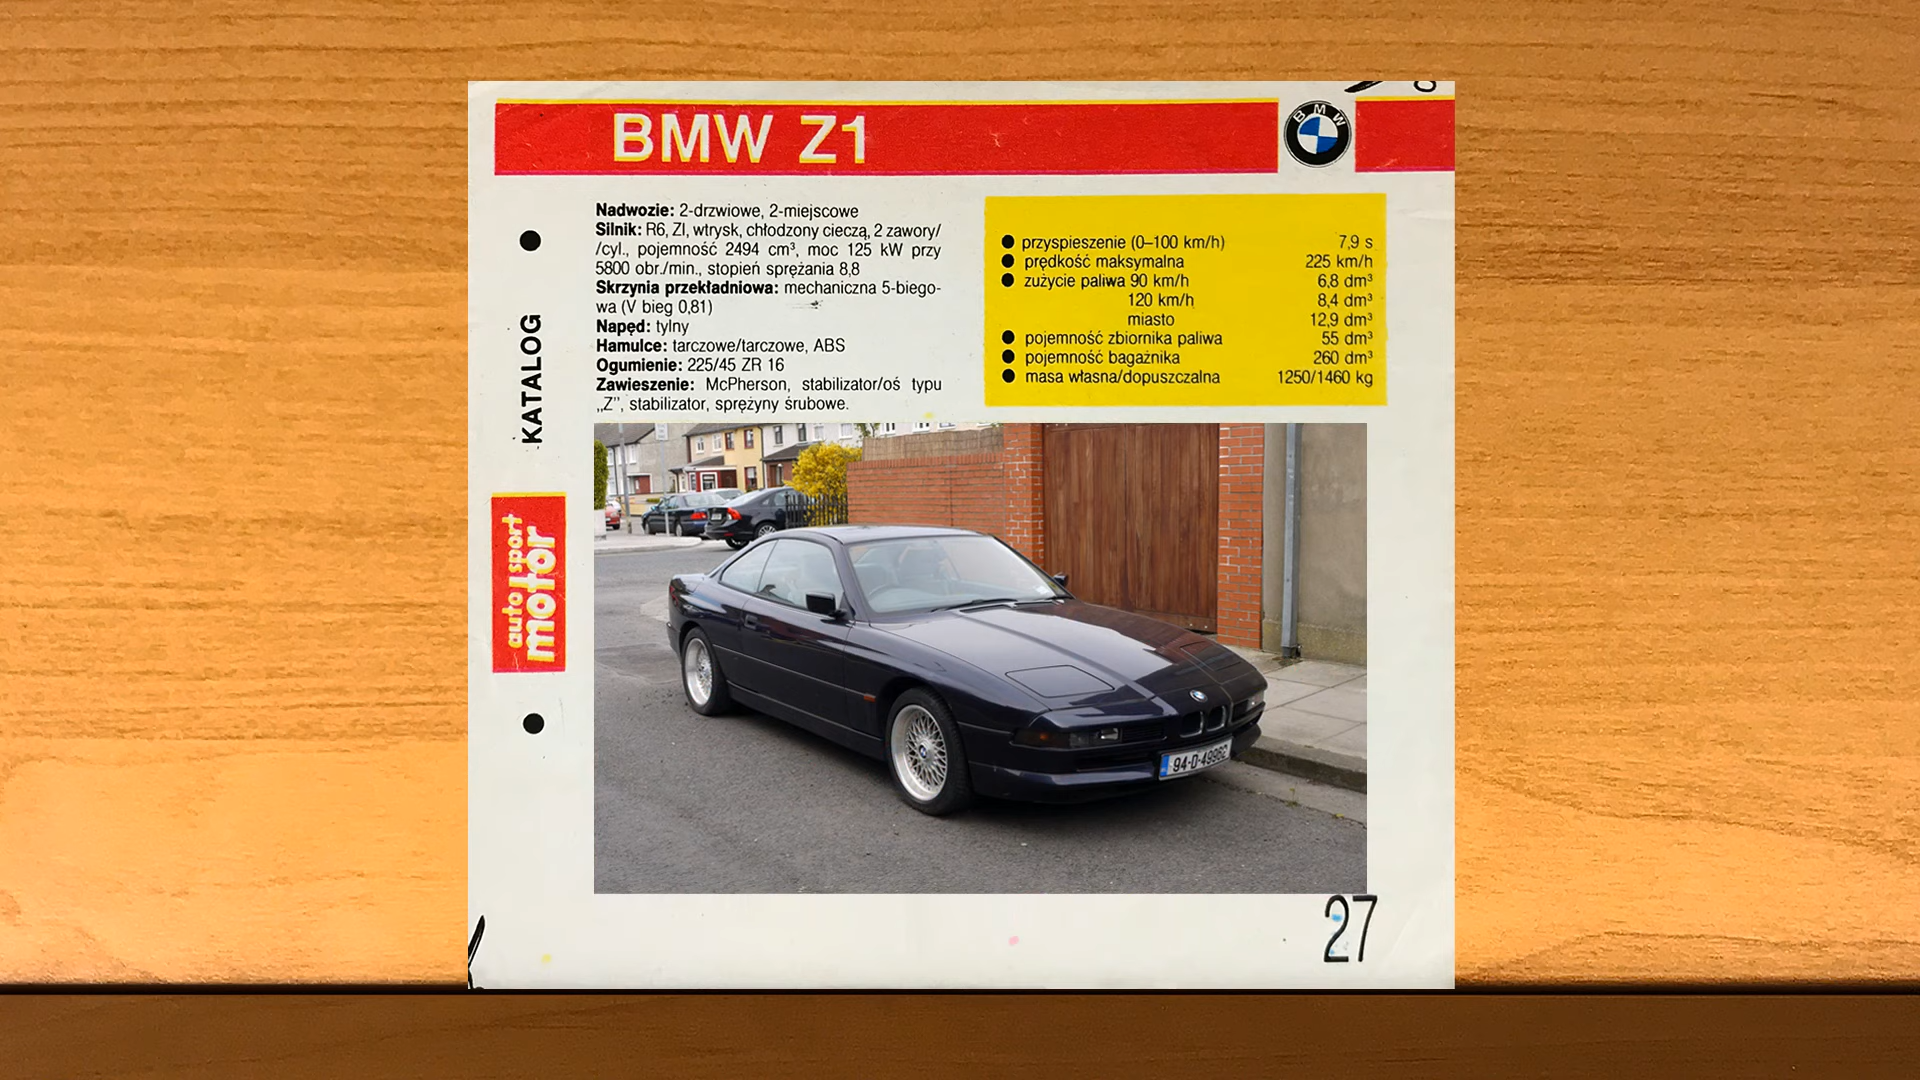 BMW Z1
BMW
Nadwozie: 2-drzwiowe, 2-miejscowe
Silnik: R6, ZI, wtrysk, chłodzony cieczą, 2 zawory/
/cyl., pojemność 2494 cm³, moc 125 kW przy
5800 obr./min., stopień sprężania 8,8
Skrzynia przekładniowa: mechaniczna 5-biego-
wa (V bieg 0,81)
Napęd: tylny
Hamulce: tarczowe/tarczowe, ABS
Ogumienie: 225/45 ZR 16
Zawieszenie: McPherson, stabilizator/oś typu
„Z”, stabilizator, sprężyny śrubowe.
● przyspieszenie (0–100 km/h) 7,9 s
● prędkość maksymalna 225 km/h
● zużycie paliwa 90 km/h 6,8 dm³
120 km/h 8,4 dm³
miasto 12,9 dm³
● pojemność zbiornika paliwa 55 dm³
● pojemność bagażnika 260 dm³
● masa własna/dopuszczalna 1250/1460 kg
KATALOG
auto sport
motor
94-D-49982
27